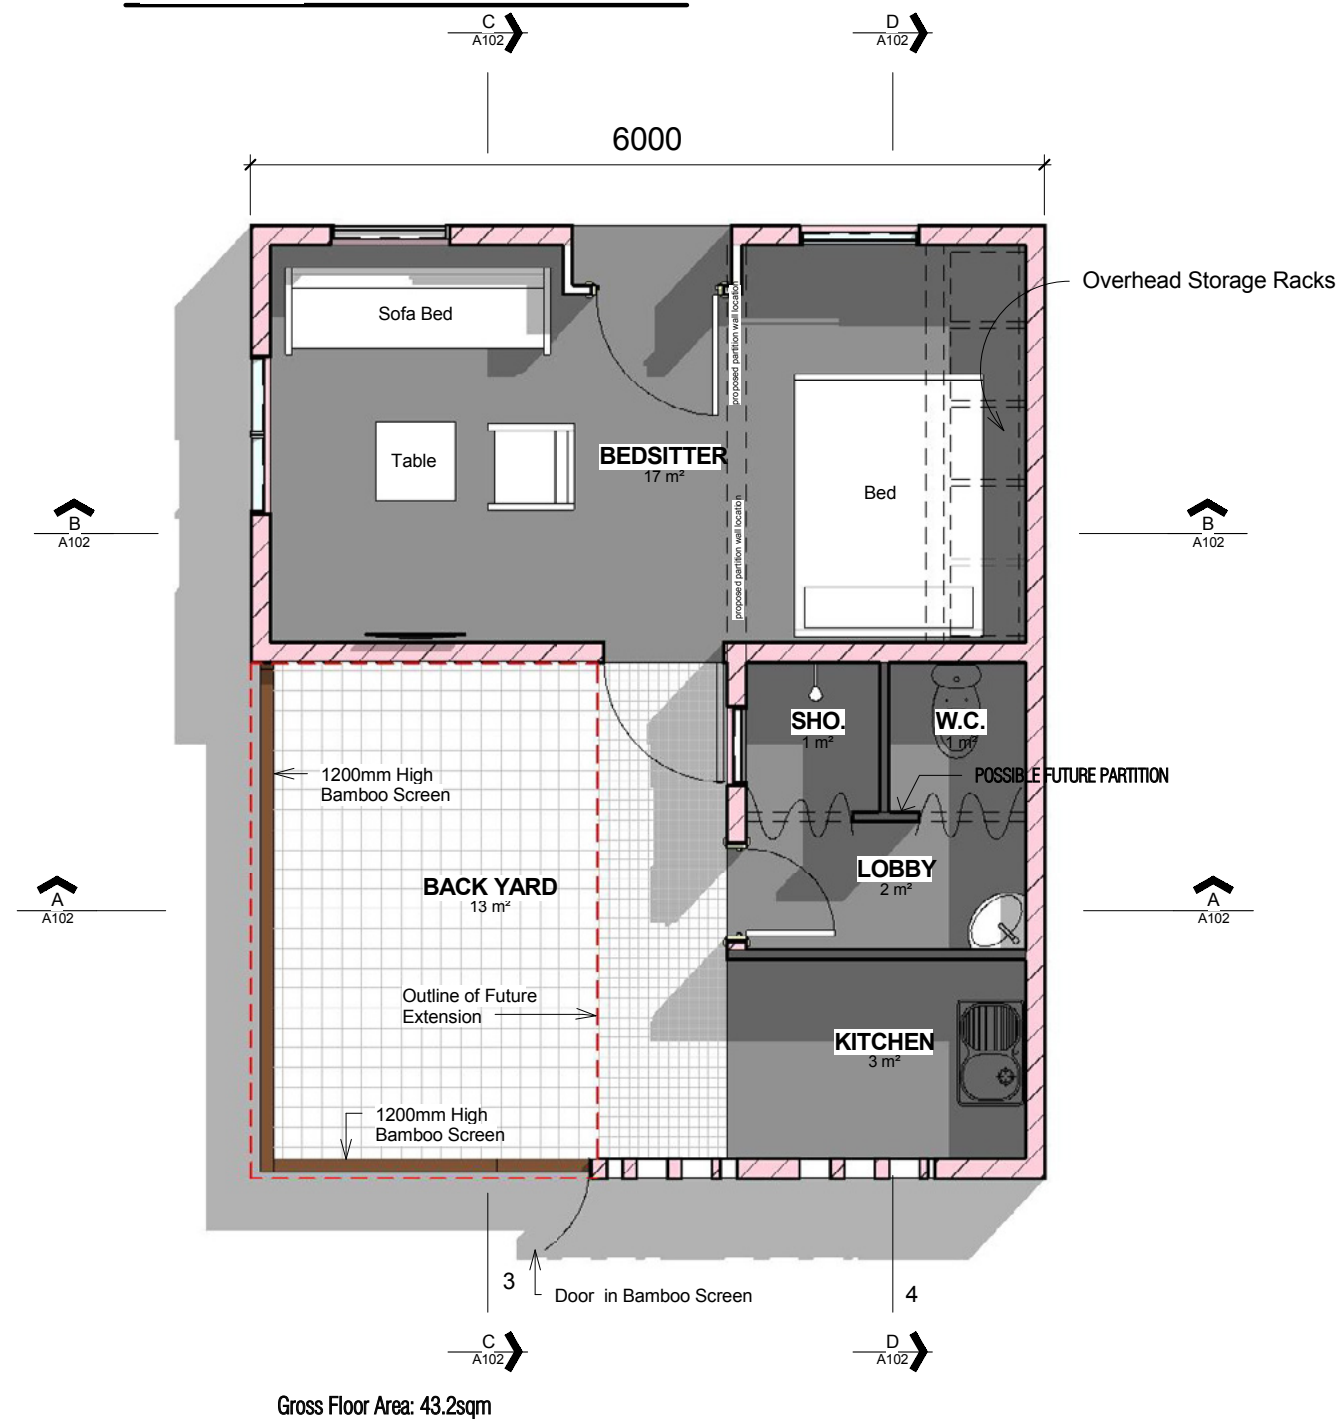 C
A102
D
A102
6000
Overhead Storage Racks
Sofa Bed
proposed partition wall location
BEDSITTER
17 m²
Table
Bed
proposed partition wall location
B
A102
B
A102
SHO.
1 m²
W.C.
1 m²
1200mm High
Bamboo Screen
POSSIBLE FUTURE PARTITION
BACK YARD
13 m²
LOBBY
2 m²
A
A102
A
A102
Outline of Future
Extension
KITCHEN
3 m²
1200mm High
Bamboo Screen
3
Door in Bamboo Screen
4
C
A102
D
A102
Gross Floor Area: 43.2sqm